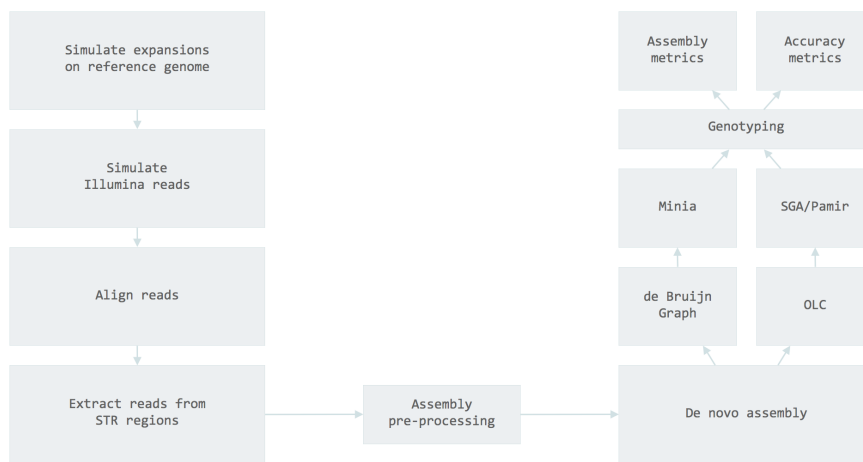 Simulate expansions
on reference genome
Simulate
Illumina reads
Align reads
Extract reads from
STR regions
Assembly
pre-processing
De novo assembly
de Bruijn
Graph
OLC
Minia
SGA/Pamir
Genotyping
Assembly
metrics
Accuracy
metrics